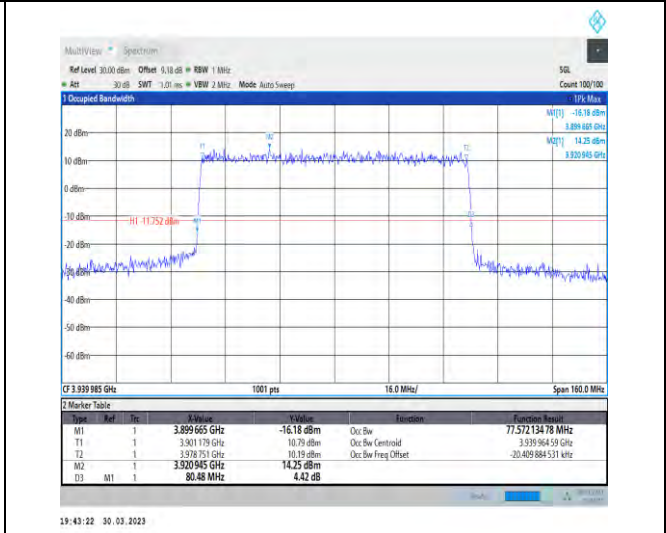 MultiView Spectrum
Ref Level 30.00 dBm Offset 9.18 dB RBW 1 MHz SGL
Att 30 dB SWT 1.01 ms VBW 2 MHz Mode Auto Sweep Count 100/100
1 Occupied Bandwidth 1Pk Max
M1[1] -16.18 dBm
3.899 665 GHz
M2[1] 14.25 dBm
3.920 945 GHz
20 dBm
M2
T1
T2
10 dBm
0 dBm
-10 dBm
H1 -11.752 dBm
M1
D3
-20 dBm
-30 dBm
-40 dBm
-50 dBm
-60 dBm
CF 3.939 985 GHz 1001 pts 16.0 MHz/ Span 160.0 MHz
2 Marker Table
Type Ref Trc X-Value Y-Value Function Function Result
M1 1 3.899 665 GHz -16.18 dBm Occ Bw 77.572 134 78 MHz
T1 1 3.901 179 GHz 10.79 dBm Occ Bw Centroid 3.939 964 59 GHz
T2 1 3.978 751 GHz 10.19 dBm Occ Bw Freq Offset -20.409 884 531 kHz
M2 1 3.920 945 GHz 14.25 dBm
D3 M1 1 80.48 MHz 4.42 dB
Ready
19:43:22 30.03.2023